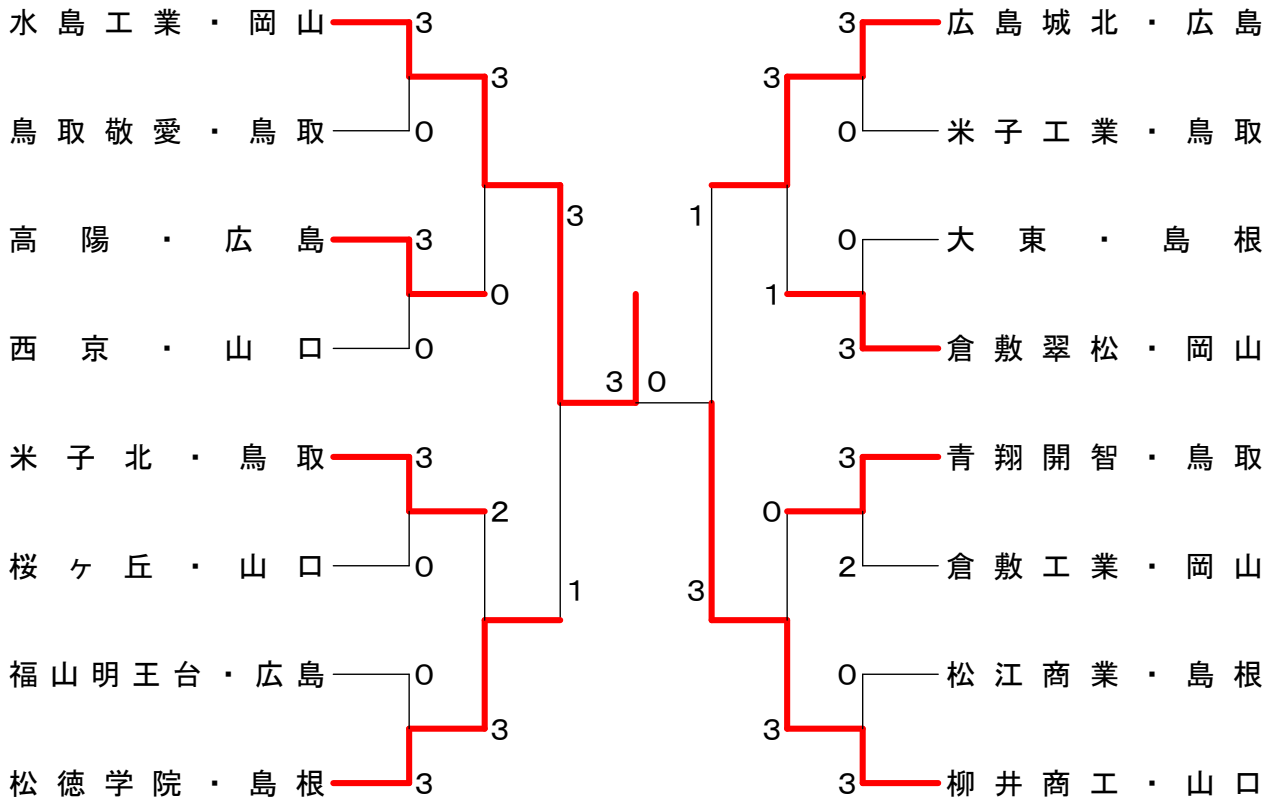 水島工業・岡山 3 3 広島城北・広島
3 3
鳥取敬愛・鳥取 0 0 米子工業・鳥取
3 1
高陽・広島 3 0 大東・島根
0 1
西京・山口 0 3 倉敷翠松・岡山
3 0
米子北・鳥取 3 3 青翔開智・鳥取
2 0
桜ヶ丘・山口 0 2 倉敷工業・岡山
1 3
福山明王台・広島 0 0 松江商業・島根
3 3
松徳学院・島根 3 3 柳井商工・山口